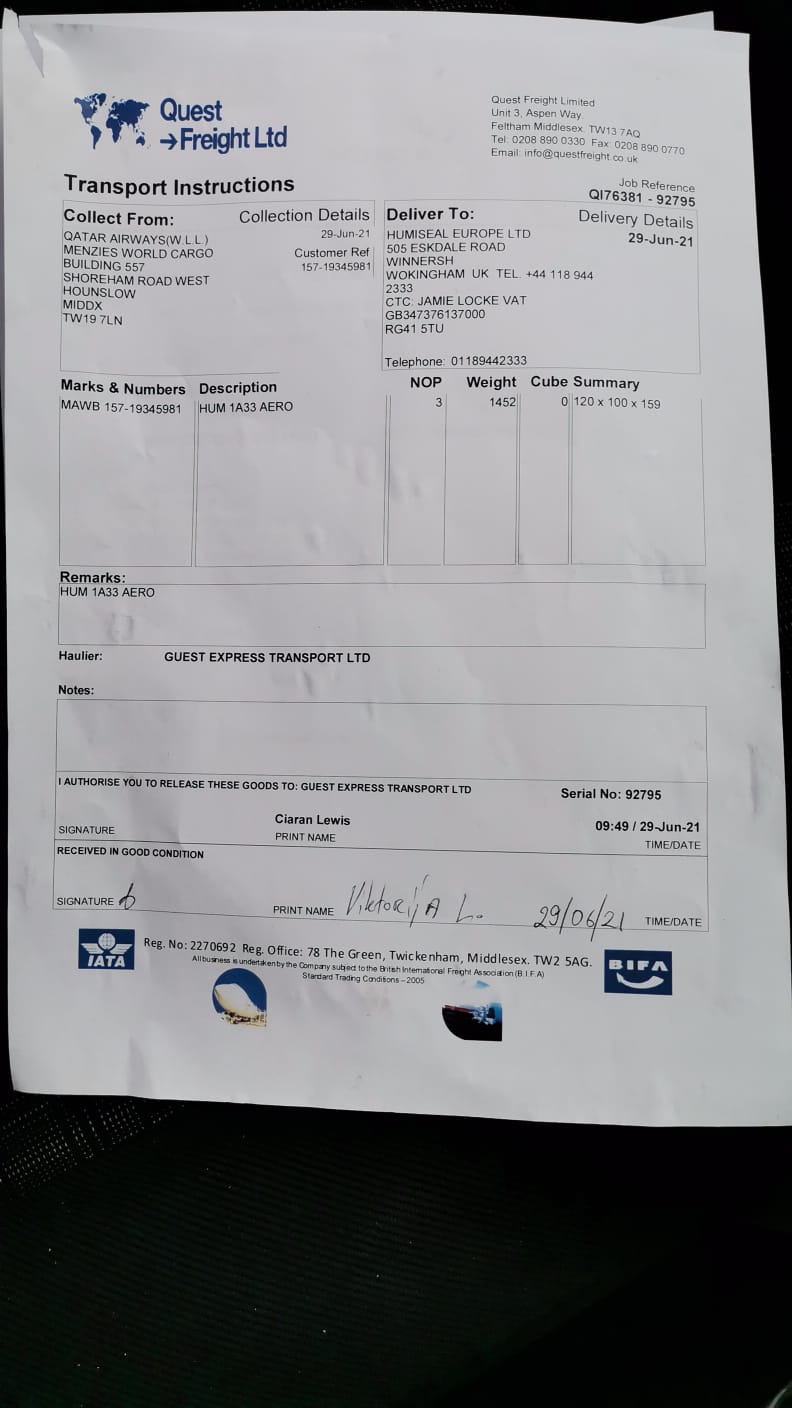 Quest
→Freight Ltd
Quest Freight Limited
Unit 3, Aspen Way.
Feltham Middlesex. TW13 7AQ
Tel: 0208 890 0330 Fax: 0208 890 0770
Email: info@questfreight.co.uk
Transport Instructions
Job Reference
QI76381 - 92795
Collect From: Collection Details
29-Jun-21
QATAR AIRWAYS(W.L.L.)
MENZIES WORLD CARGO Customer Ref
BUILDING 557 157-19345981
SHOREHAM ROAD WEST
HOUNSLOW
MIDDX
TW19 7LN
Deliver To: Delivery Details
HUMISEAL EUROPE LTD 29-Jun-21
505 ESKDALE ROAD
WINNERSH
WOKINGHAM UK TEL. +44 118 944
2333
CTC: JAMIE LOCKE VAT
GB347376137000
RG41 5TU
Telephone: 01189442333
Marks & Numbers Description NOP Weight Cube Summary
MAWB 157-19345981 HUM 1A33 AERO 3 1452 0 120 x 100 x 159
Remarks:
HUM 1A33 AERO
Haulier: GUEST EXPRESS TRANSPORT LTD
Notes:
I AUTHORISE YOU TO RELEASE THESE GOODS TO: GUEST EXPRESS TRANSPORT LTD Serial No: 92795
Ciaran Lewis 09:49 / 29-Jun-21
SIGNATURE PRINT NAME TIME/DATE
RECEIVED IN GOOD CONDITION
SIGNATURE PRINT NAME Viktorija L. 29/06/21 TIME/DATE
IATA
Reg. No: 2270692 Reg. Office: 78 The Green, Twickenham, Middlesex. TW2 5AG.
All business is undertaken by the Company subject to the British International Freight Association (B.I.F.A)
Standard Trading Conditions – 2005
BIFA